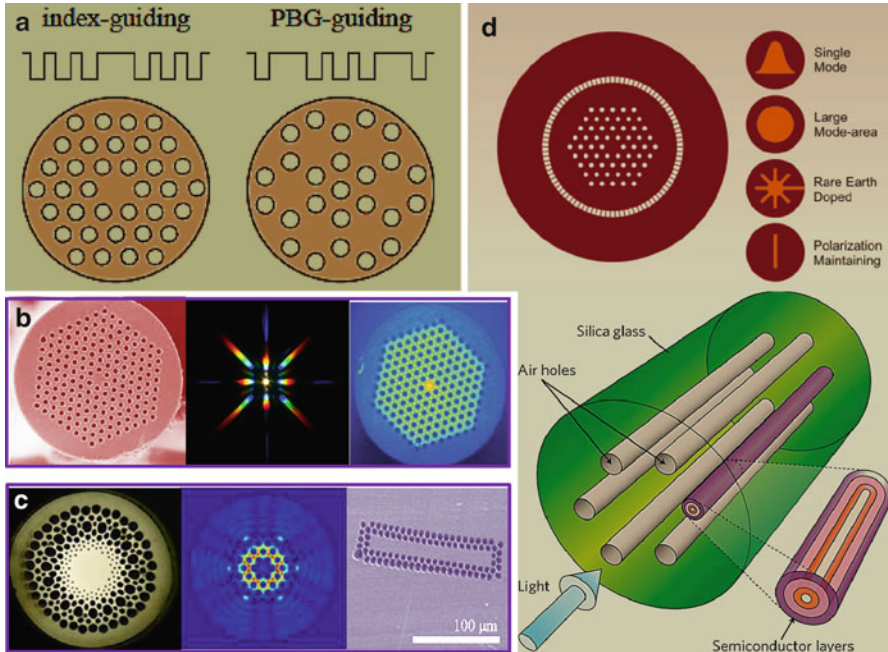 a
index-guiding
PBG-guiding
d
Single
Mode
Large
Mode-area
Rare Earth
Doped
Polarization
Maintaining
b
c
100 μm
Silica glass
Air holes
Light
Semiconductor layers